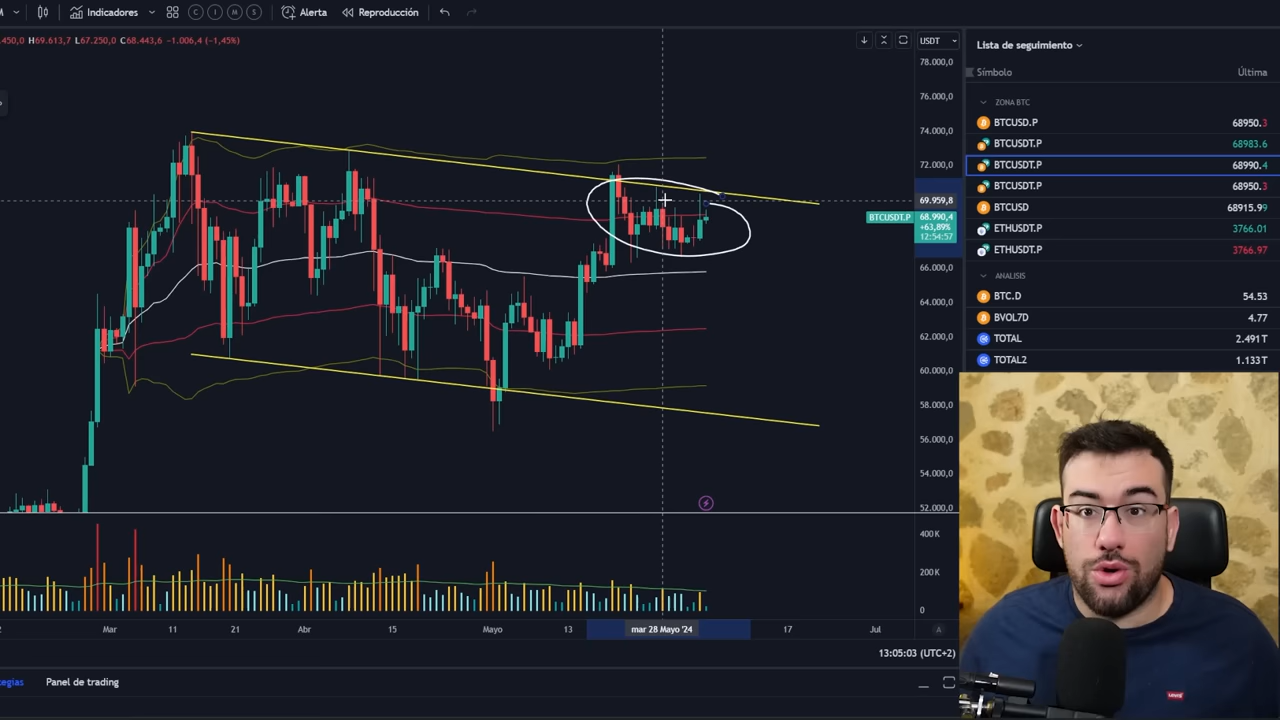 M Indicadores C I M S Alerta Reproducción
.450,0 H69.613,7 L67.250,0 C68.443,6 -1.006,4 (-1,45%)
USDT
78.000,0
76.000,0
74.000,0
72.000,0
69.959,8
BTCUSDT.P 68.990,4
+63,89%
12:54:57
66.000,0
64.000,0
62.000,0
60.000,0
58.000,0
56.000,0
54.000,0
52.000,0
400K
200K
0
Mar 11 21 Abr 15 Mayo 13 mar 28 Mayo '24 17 Jul A
13:05:03 (UTC+2)
tegias Panel de trading
Lista de seguimiento
Símbolo Última
ZONA BTC
BTCUSD.P 68950.3
BTCUSDT.P 68983.6
BTCUSDT.P 68990.4
BTCUSDT.P 68950.3
BTCUSD 68915.99
ETHUSDT.P 3766.01
ETHUSDT.P 3766.97
ANALISIS
BTC.D 54.53
BVOL7D 4.77
TOTAL 2.491T
TOTAL2 1.133T
Levi's